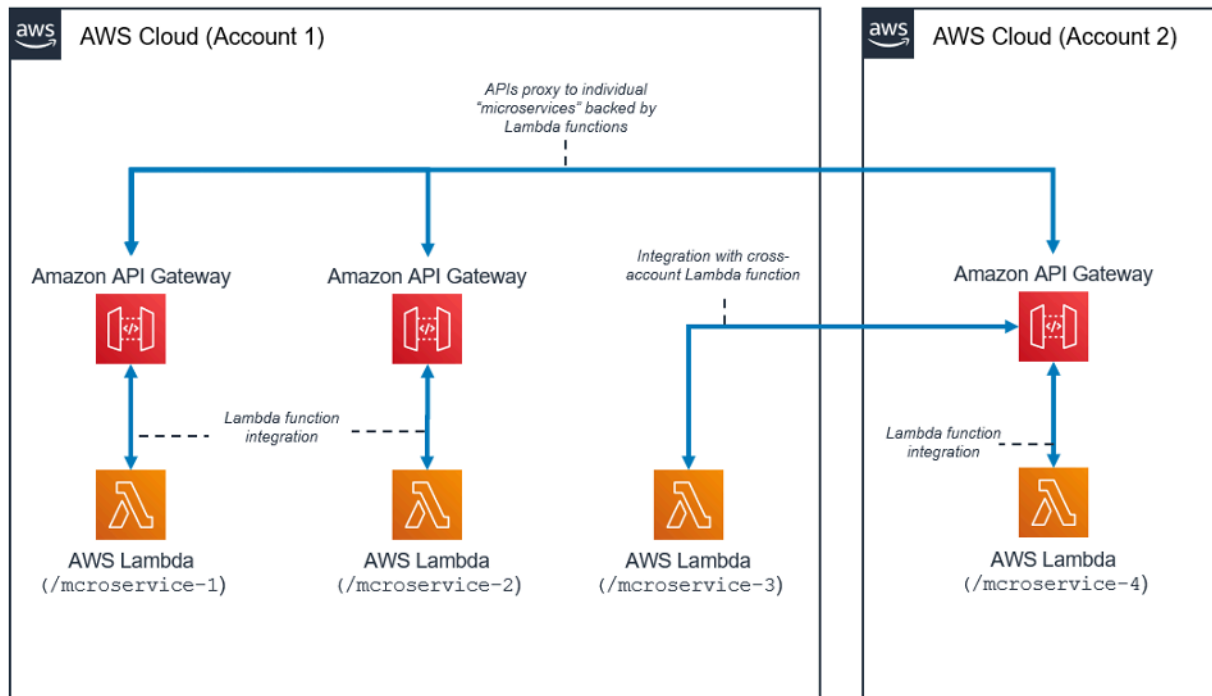 aws
AWS Cloud (Account 1)
aws
AWS Cloud (Account 2)
APIs proxy to individual
“microservices” backed by
Lambda functions
Amazon API Gateway
Amazon API Gateway
Integration with cross-
account Lambda function
Amazon API Gateway
</>
</>
</>
Lambda function
integration
Lambda function
integration
AWS Lambda
(/mcroservice-1)
AWS Lambda
(/mcroservice-2)
AWS Lambda
(/mcroservice-3)
AWS Lambda
(/mcroservice-4)